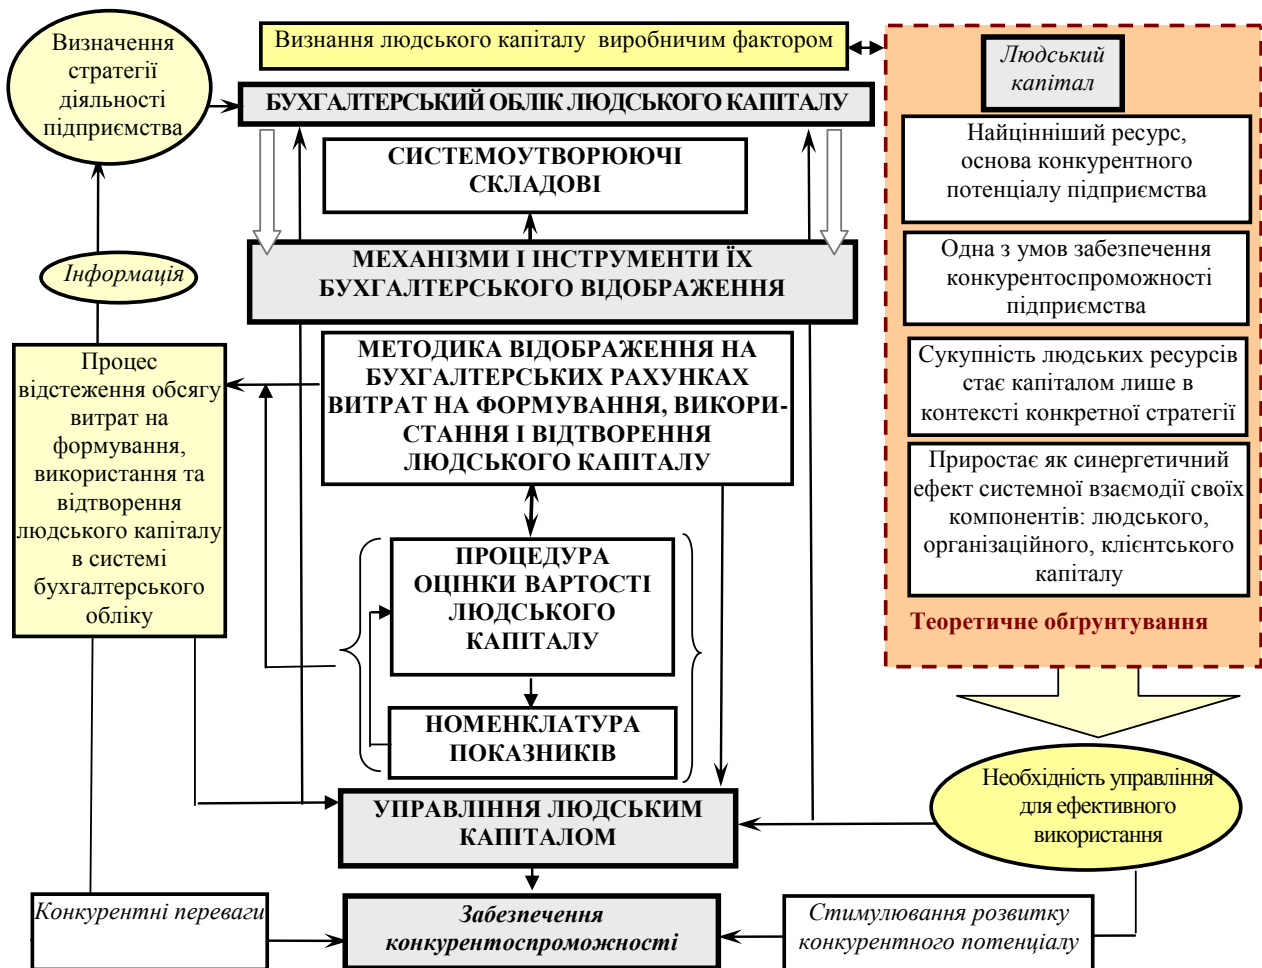 Визначення
стратегії
діяльності
підприємства
Визнання людського капіталу виробничим фактором
БУХГАЛТЕРСЬКИЙ ОБЛІК ЛЮДСЬКОГО КАПІТАЛУ
СИСТЕМОУТВОРЮЮЧІ
СКЛАДОВІ
МЕХАНІЗМИ І ІНСТРУМЕНТИ ЇХ
БУХГАЛТЕРСЬКОГО ВІДОБРАЖЕННЯ
Інформація
Процес
відстеження обсягу
витрат на
формування,
використання та
відтворення
людського капіталу
в системі
бухгалтерського
обліку
МЕТОДИКА ВІДОБРАЖЕННЯ НА
БУХГАЛТЕРСЬКИХ РАХУНКАХ
ВИТРАТ НА ФОРМУВАННЯ, ВИКОРИ-
СТАННЯ І ВІДТВОРЕННЯ
ЛЮДСЬКОГО КАПІТАЛУ
ПРОЦЕДУРА
ОЦІНКИ ВАРТОСТІ
ЛЮДСЬКОГО
КАПІТАЛУ
НОМЕНКЛАТУРА
ПОКАЗНИКІВ
УПРАВЛІННЯ ЛЮДСЬКИМ
КАПІТАЛОМ
Людський
капітал
Найцінніший ресурс,
основа конкурентного
потенціалу підприємства
Одна з умов забезпечення
конкурентоспроможності
підприємства
Сукупність людських ресурсів
стає капіталом лише в
контексті конкретної стратегії
Приростає як синергетичний
ефект системної взаємодії своїх
компонентів: людського,
організаційного, клієнтського
капіталу
Теоретичне обґрунтування
Необхідність управління
для ефективного
використання
Конкурентні переваги
Забезпечення
конкурентоспроможності
Стимулювання розвитку
конкурентного потенціалу